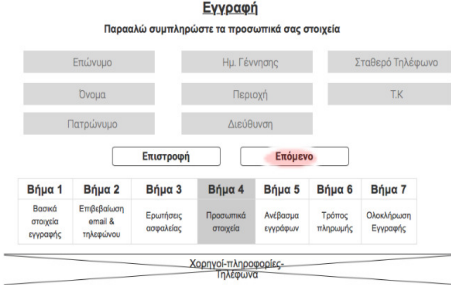 Εγγραφή
Παρααλώ συμπληρώστε τα προσωπικά σας στοιχεία
Επώνυμο Ημ. Γέννησης Σταθερό Τηλέφωνο
Όνομα Περιοχή Τ.Κ
Πατρώνυμο Διεύθυνση
Επιστροφή Επόμενο
Βήμα 1 Βήμα 2 Βήμα 3 Βήμα 4 Βήμα 5 Βήμα 6 Βήμα 7
Βασικά στοιχεία εγγραφής
Επιβεβαίωση email & τηλεφώνου
Ερωτήσεις ασφαλείας
Προσωπικά στοιχεία
Ανέβασμα εγγράφων
Τρόπος πληρωμής
Ολοκλήρωση Εγγραφής
Χορηγοί-πληροφορίες-
Τηλέφωνα